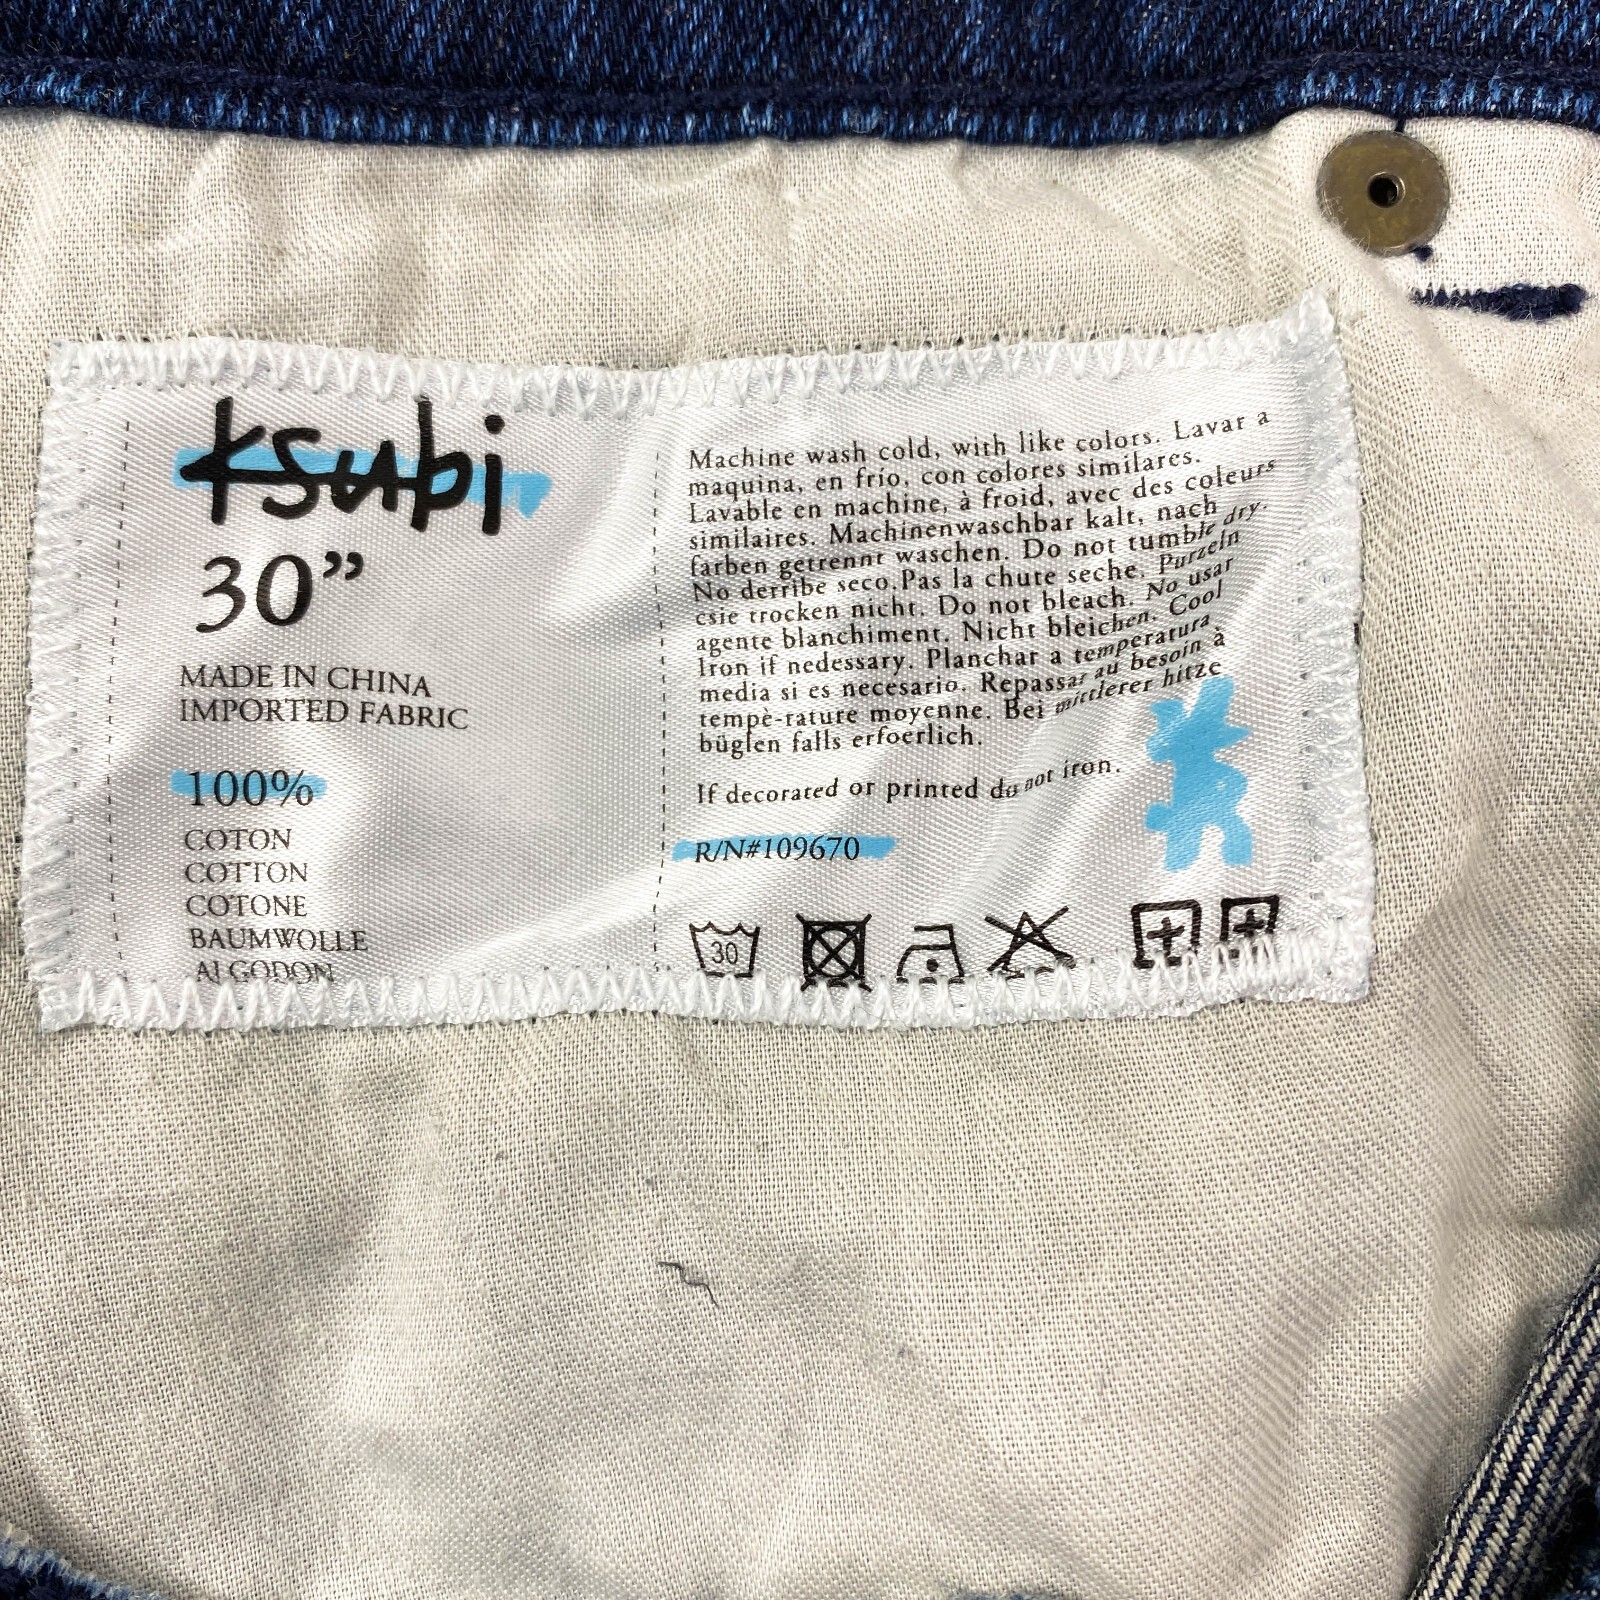 ksubi
30”
MADE IN CHINA
IMPORTED FABRIC
100%
COTON
COTTON
COTONE
BAUMWOLLE
ALGODON
Machine wash cold, with like colors. Lavar a
maquina, en frío, con colores similares.
Lavable en machine, à froid, avec des coleurs
similaires. Machinenwaschbar kalt, nach
farben getrennt waschen. Do not tumble dry.
No derribe seco,Pas la chute seche. Purzeln
csie trocken nicht. Do not bleach. No usar
agente blanchiment. Nicht bleichen. Cool
Iron if nedessary. Planchar a temperatura
media si es necesario. Repassar au besoin à
tempè-rature moyenne. Bei mittlerer hitze
büglen falls erfoerlich.
If decorated or printed do not iron.
R/N#109670
30